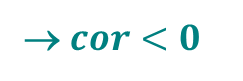 → cor < 0